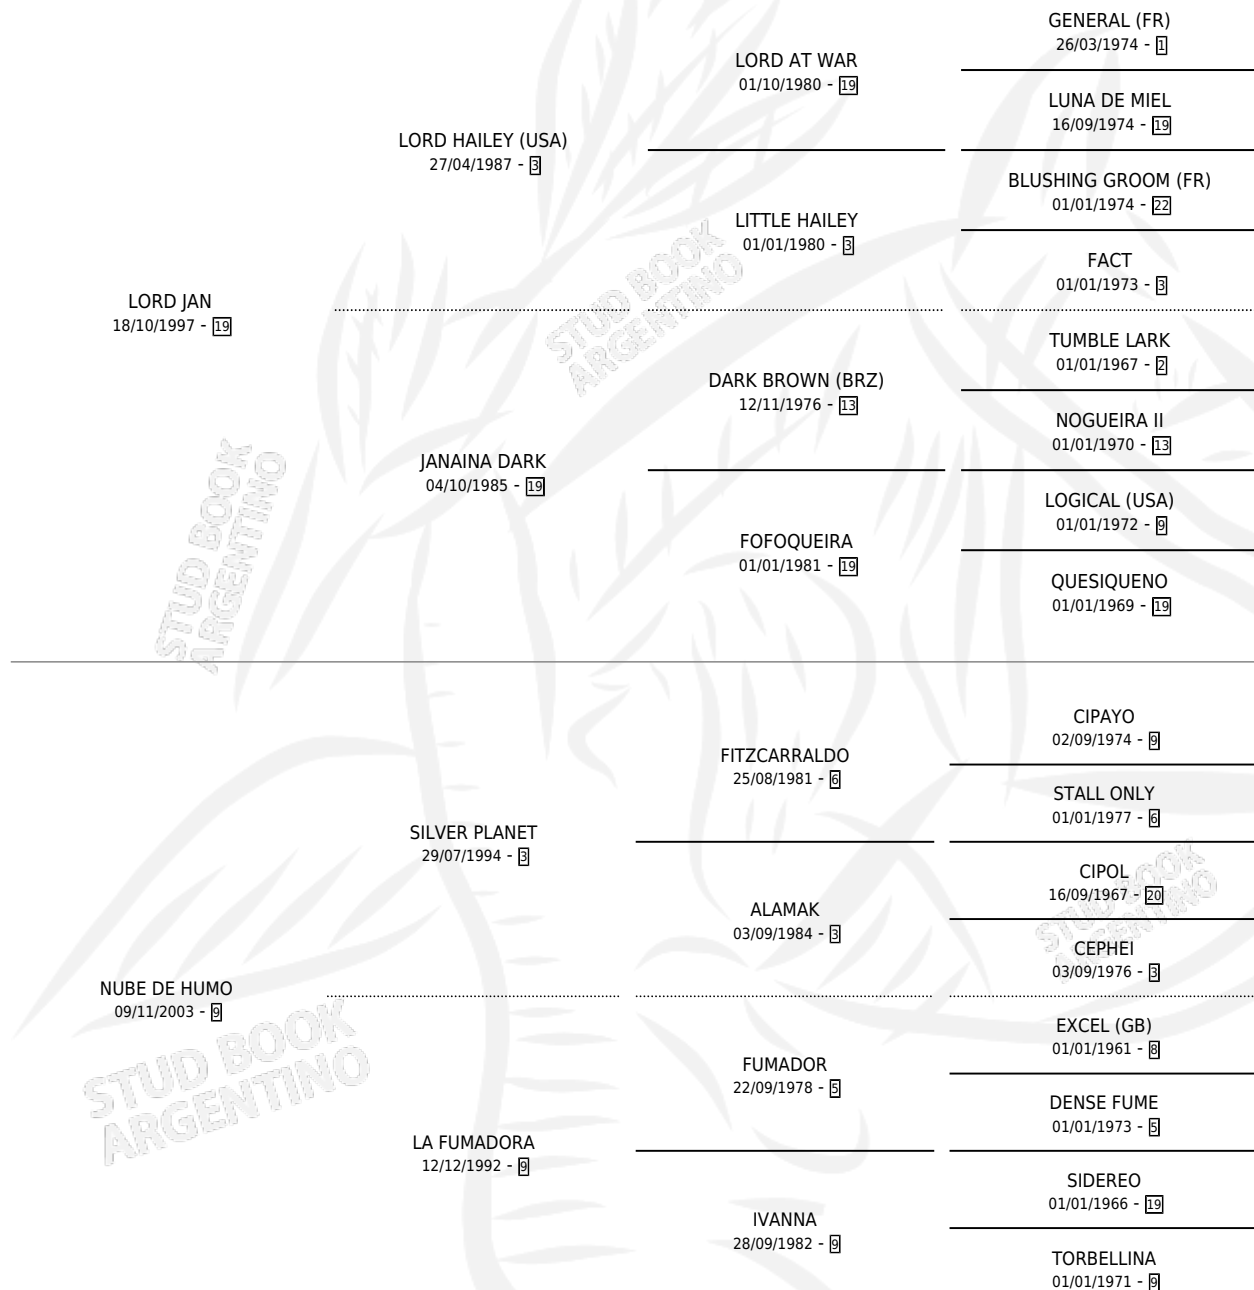 GENERAL (FR)
26/03/1974 - 1
LORD AT WAR
01/10/1980 - 19
LUNA DE MIEL
16/09/1974 - 19
LORD HAILEY (USA)
27/04/1987 - 3
BLUSHING GROOM (FR)
01/01/1974 - 22
LITTLE HAILEY
01/01/1980 - 3
FACT
01/01/1973 - 3
LORD JAN
18/10/1997 - 19
TUMBLE LARK
01/01/1967 - 2
DARK BROWN (BRZ)
12/11/1976 - 13
NOGUEIRA II
01/01/1970 - 13
JANAINA DARK
04/10/1985 - 19
LOGICAL (USA)
01/01/1972 - 9
FOFOQUEIRA
01/01/1981 - 19
QUESIQUENO
01/01/1969 - 19
CIPAYO
02/09/1974 - 9
FITZCARRALDO
25/08/1981 - 6
STALL ONLY
01/01/1977 - 6
SILVER PLANET
29/07/1994 - 3
CIPOL
16/09/1967 - 20
ALAMAK
03/09/1984 - 3
CEPHEI
03/09/1976 - 3
NUBE DE HUMO
09/11/2003 - 9
EXCEL (GB)
01/01/1961 - 8
FUMADOR
22/09/1978 - 5
DENSE FUME
01/01/1973 - 5
LA FUMADORA
12/12/1992 - 9
SIDEREO
01/01/1966 - 19
IVANNA
28/09/1982 - 9
TORBELLINA
01/01/1971 - 9
STUD BOOK
ARGENTINO
STUD BOOK
ARGENTINO
STUD BOOK
ARGENTINO
STUD BOOK
ARGENTINO